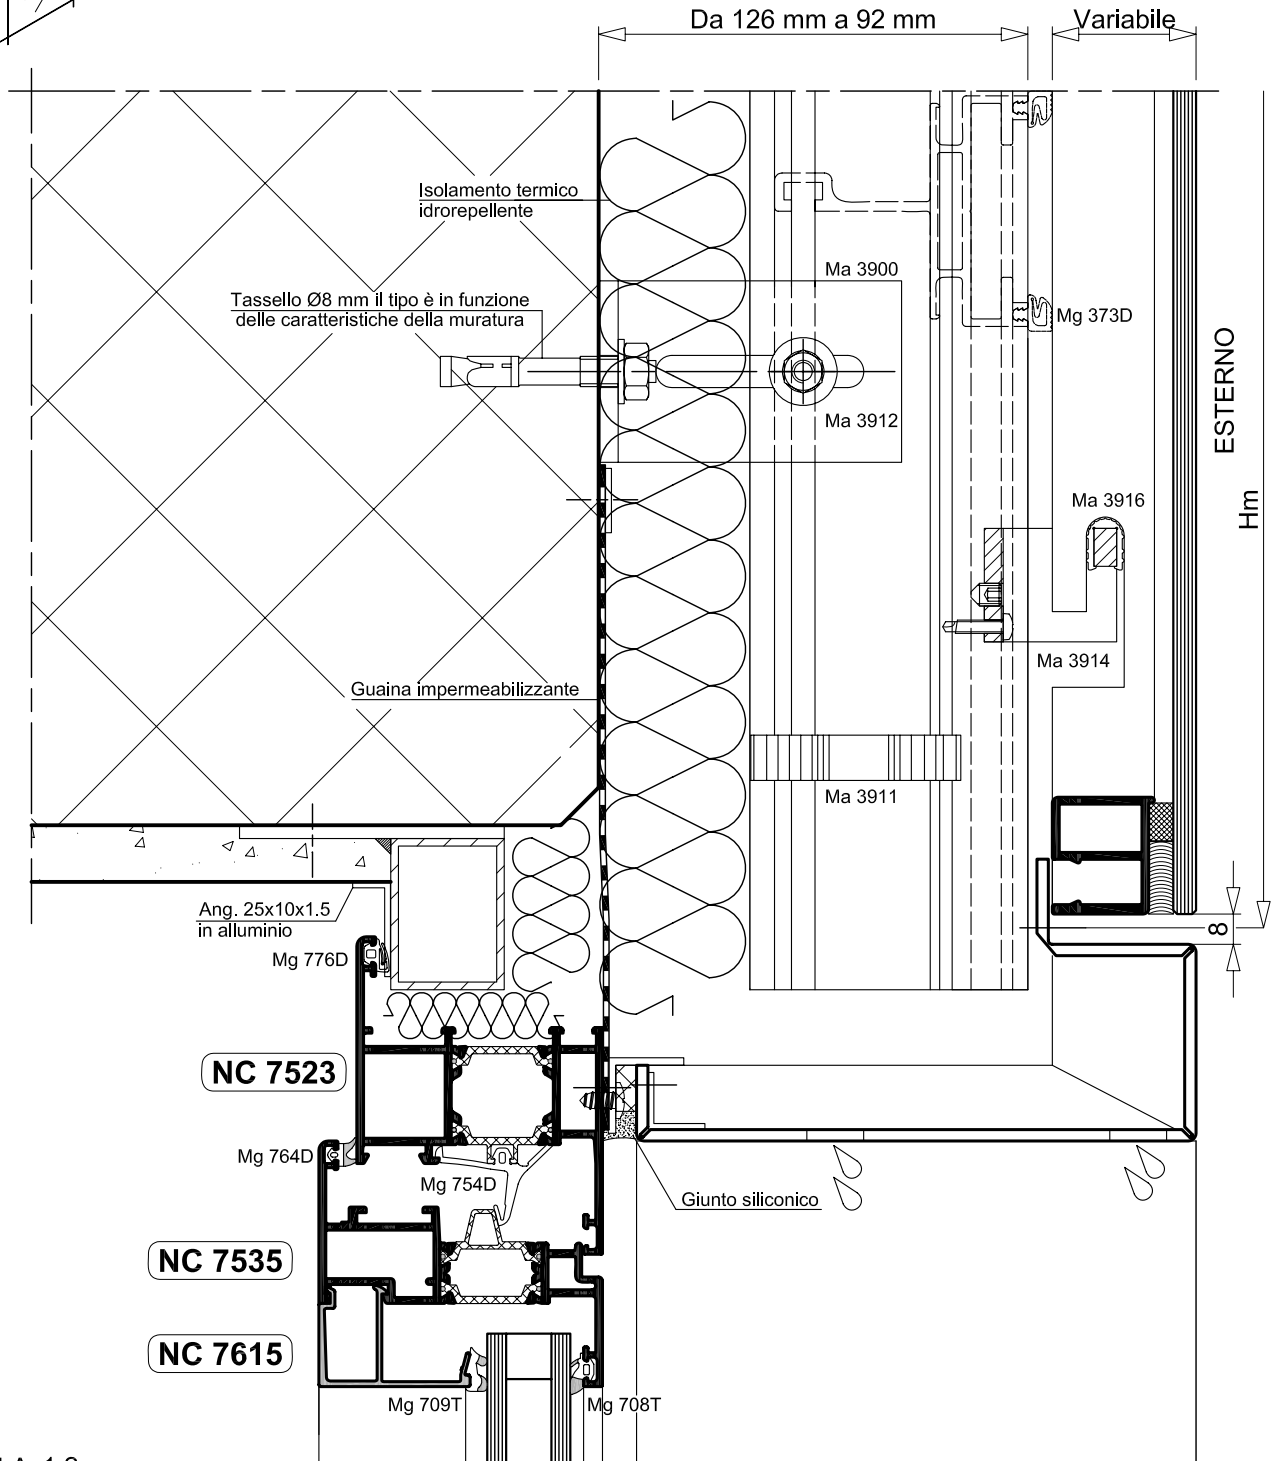 Da 126 mm a 92 mm
Variabile
Isolamento termico
idrorepellente
Ma 3900
Tassello Ø8 mm il tipo è in funzione
delle caratteristiche della muratura
Mg 373D
ESTERNO
Ma 3912
Hm
Ma 3916
Ma 3914
Guaina impermeabilizzante
Ma 3911
Ang. 25x10x1.5
in alluminio
8
Mg 776D
NC 7523
Mg 764D
Mg 754D
Giunto siliconico
NC 7535
NC 7615
Mg 709T
Mg 708T